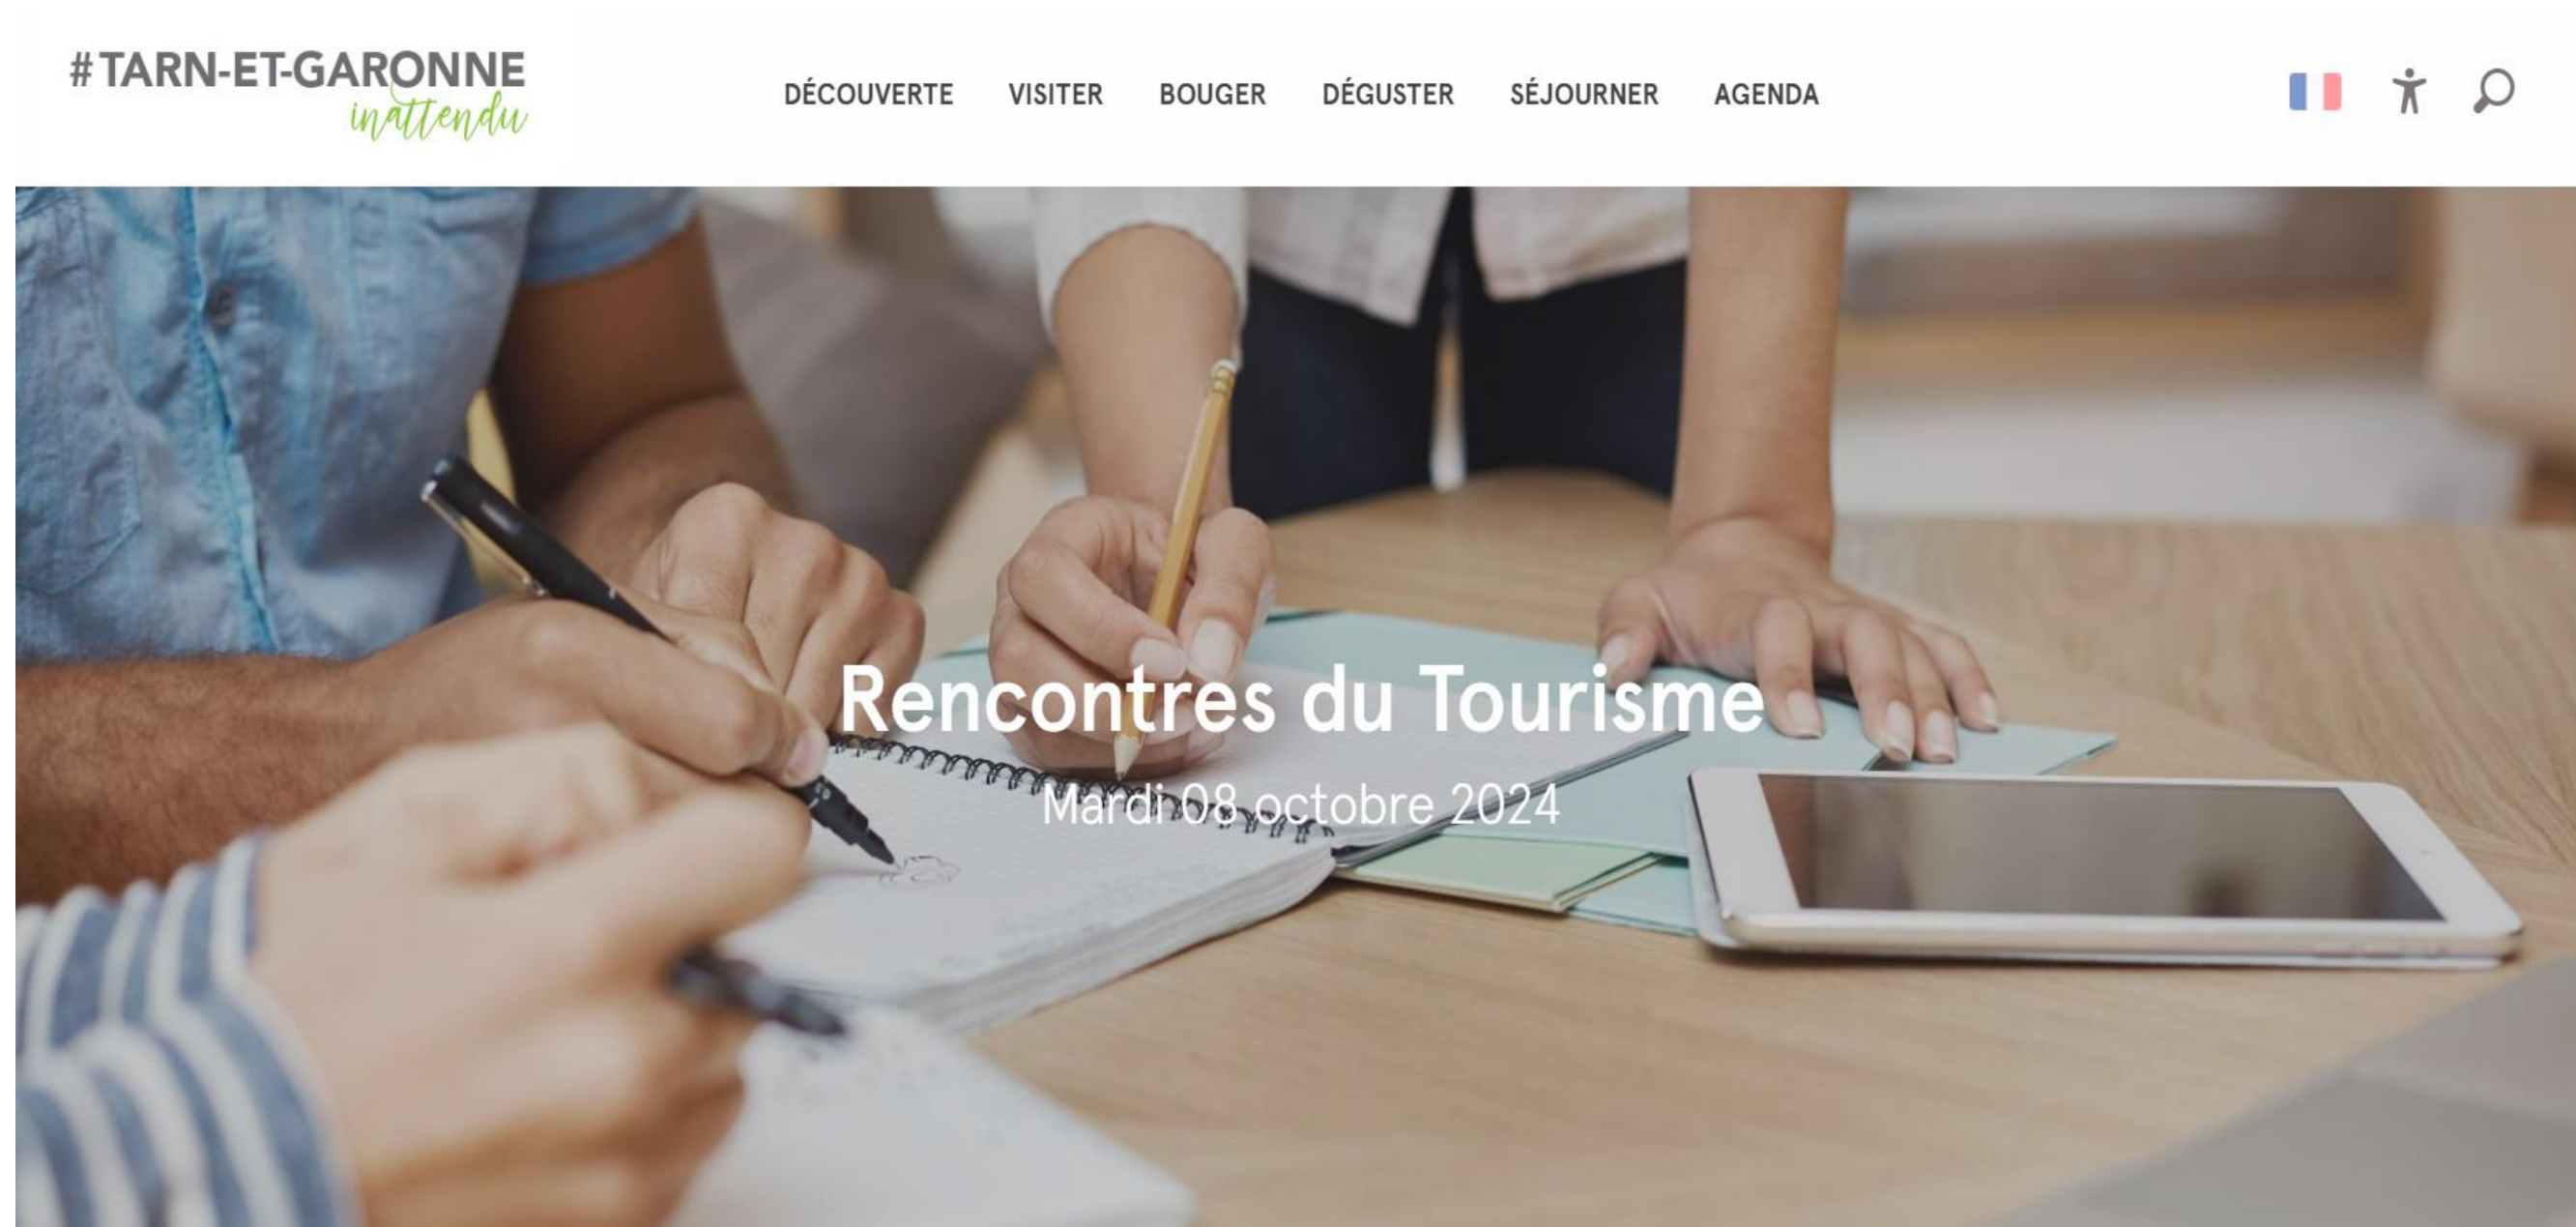 #TARN-ET-GARONNE
inattendu
DÉCOUVERTE VISITER BOUGER DÉGUSTER SÉJOURNER AGENDA
Rencontres du Tourisme
Mardi 08 octobre 2024